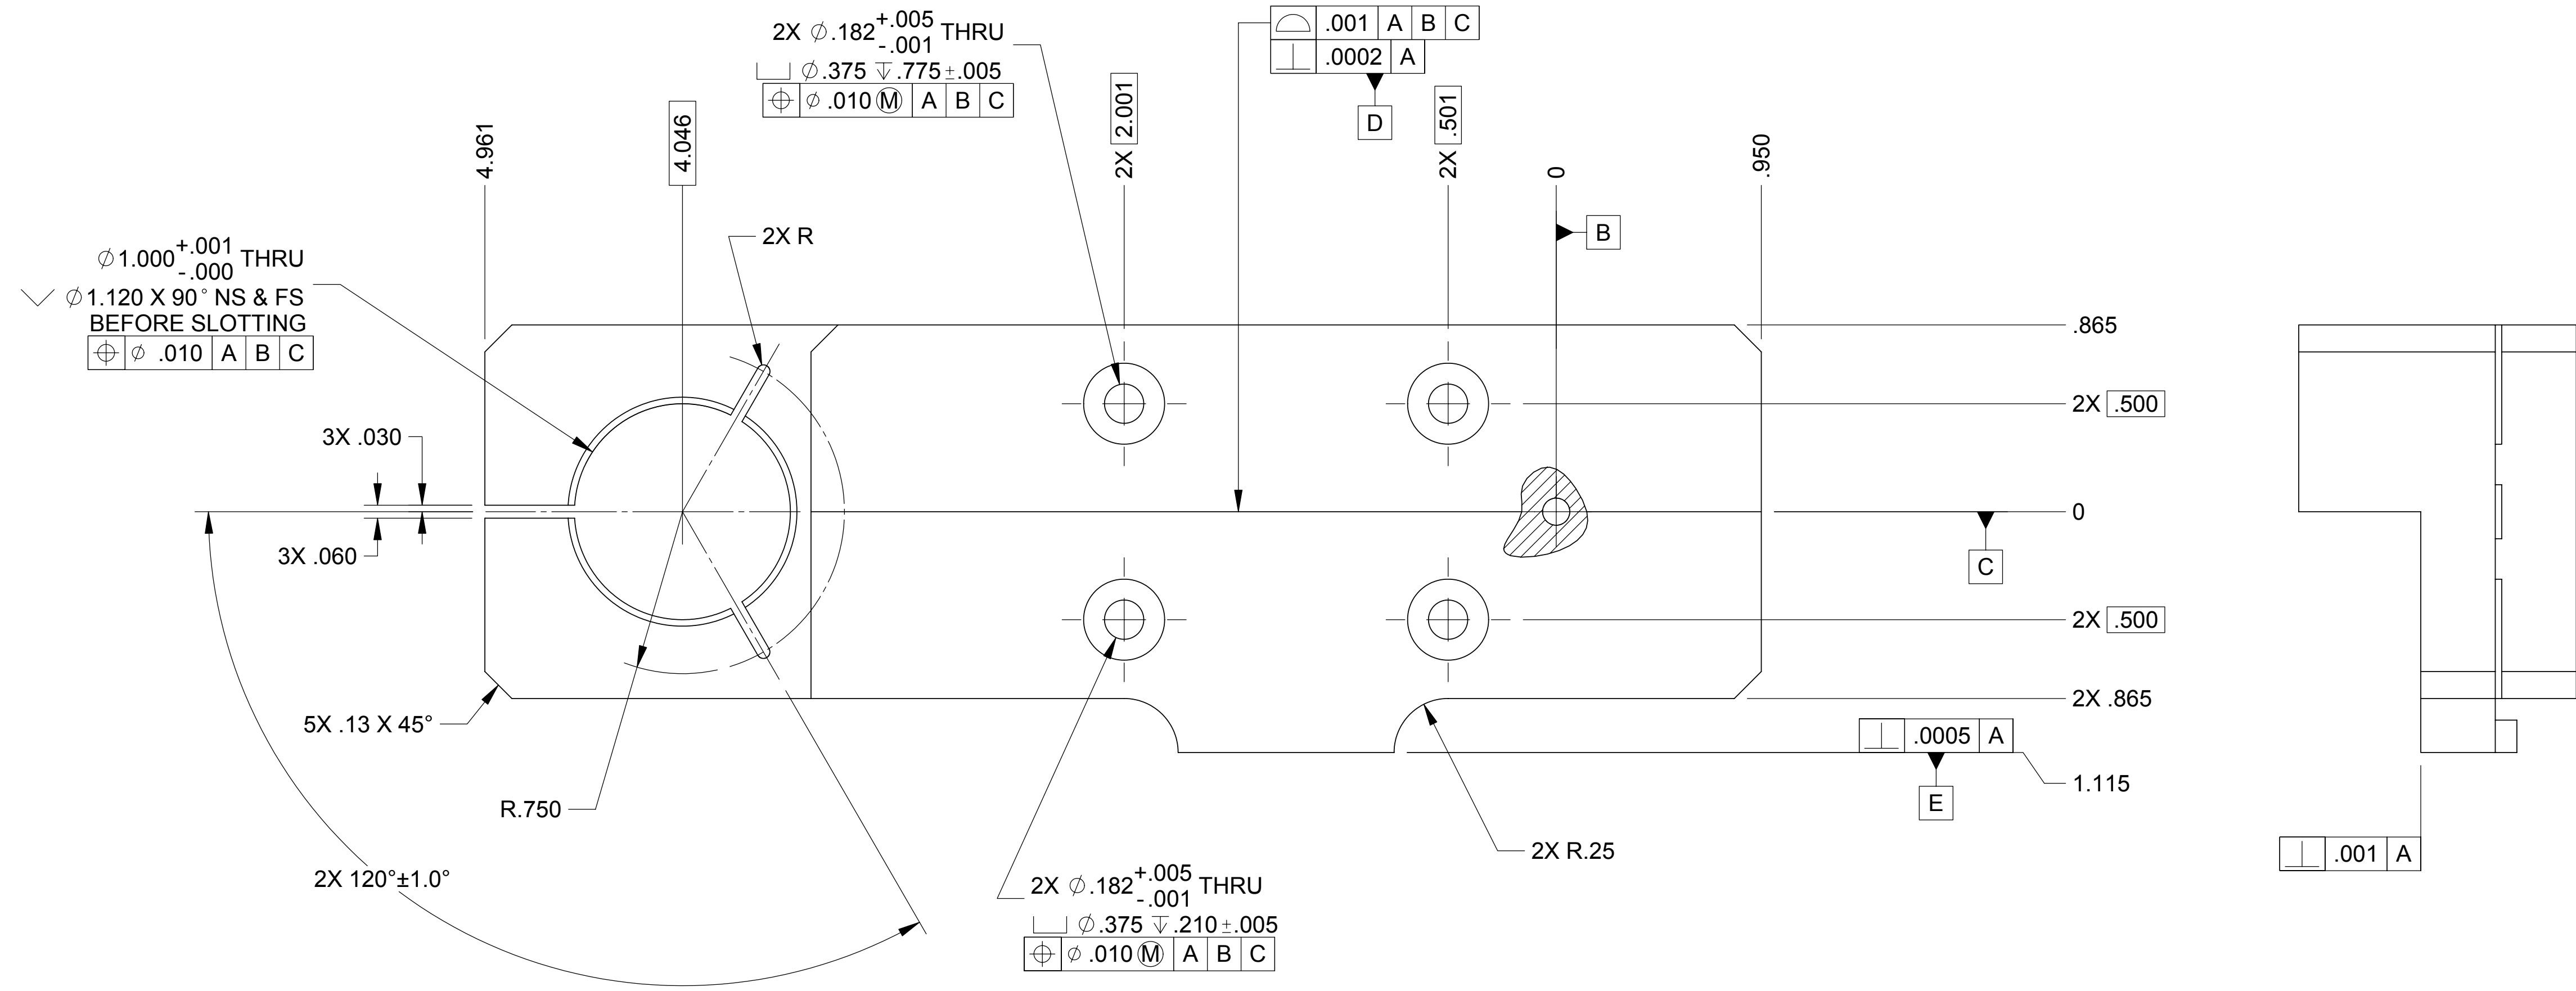 2X ⌀.182 +.005 -.001 THRU
⌴ ⌀.375 ↧ .775±.005
⌖ ⌀ .010 Ⓜ A B C
⌓ .001 A B C
⟂ .0002 A
D
4.961
4.046
2X 2.001
2X .501
0
.950
B
2X R
⌀1.000 +.001 -.000 THRU
⌵ ⌀1.120 X 90° NS & FS
BEFORE SLOTTING
⌖ ⌀ .010 A B C
.865
2X .500
3X .030
0
C
3X .060
2X .500
2X .865
5X .13 X 45°
⟂ .0005 A
E
1.115
R.750
2X R.25
⟂ .001 A
2X 120°±1.0°
2X ⌀.182 +.005 -.001 THRU
⌴ ⌀.375 ↧ .210±.005
⌖ ⌀ .010 Ⓜ A B C